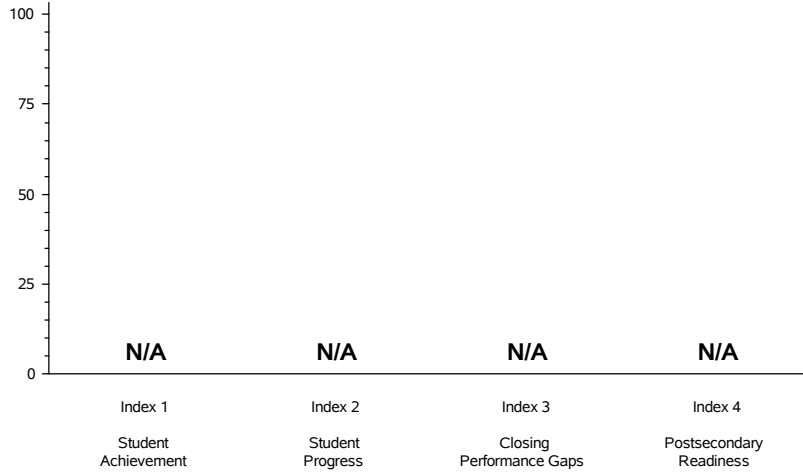 100
75
50
25
0
N/A N/A N/A N/A
Index 1 Index 2 Index 3 Index 4
Student Student Closing Postsecondary
Achievement Progress Performance Gaps Readiness